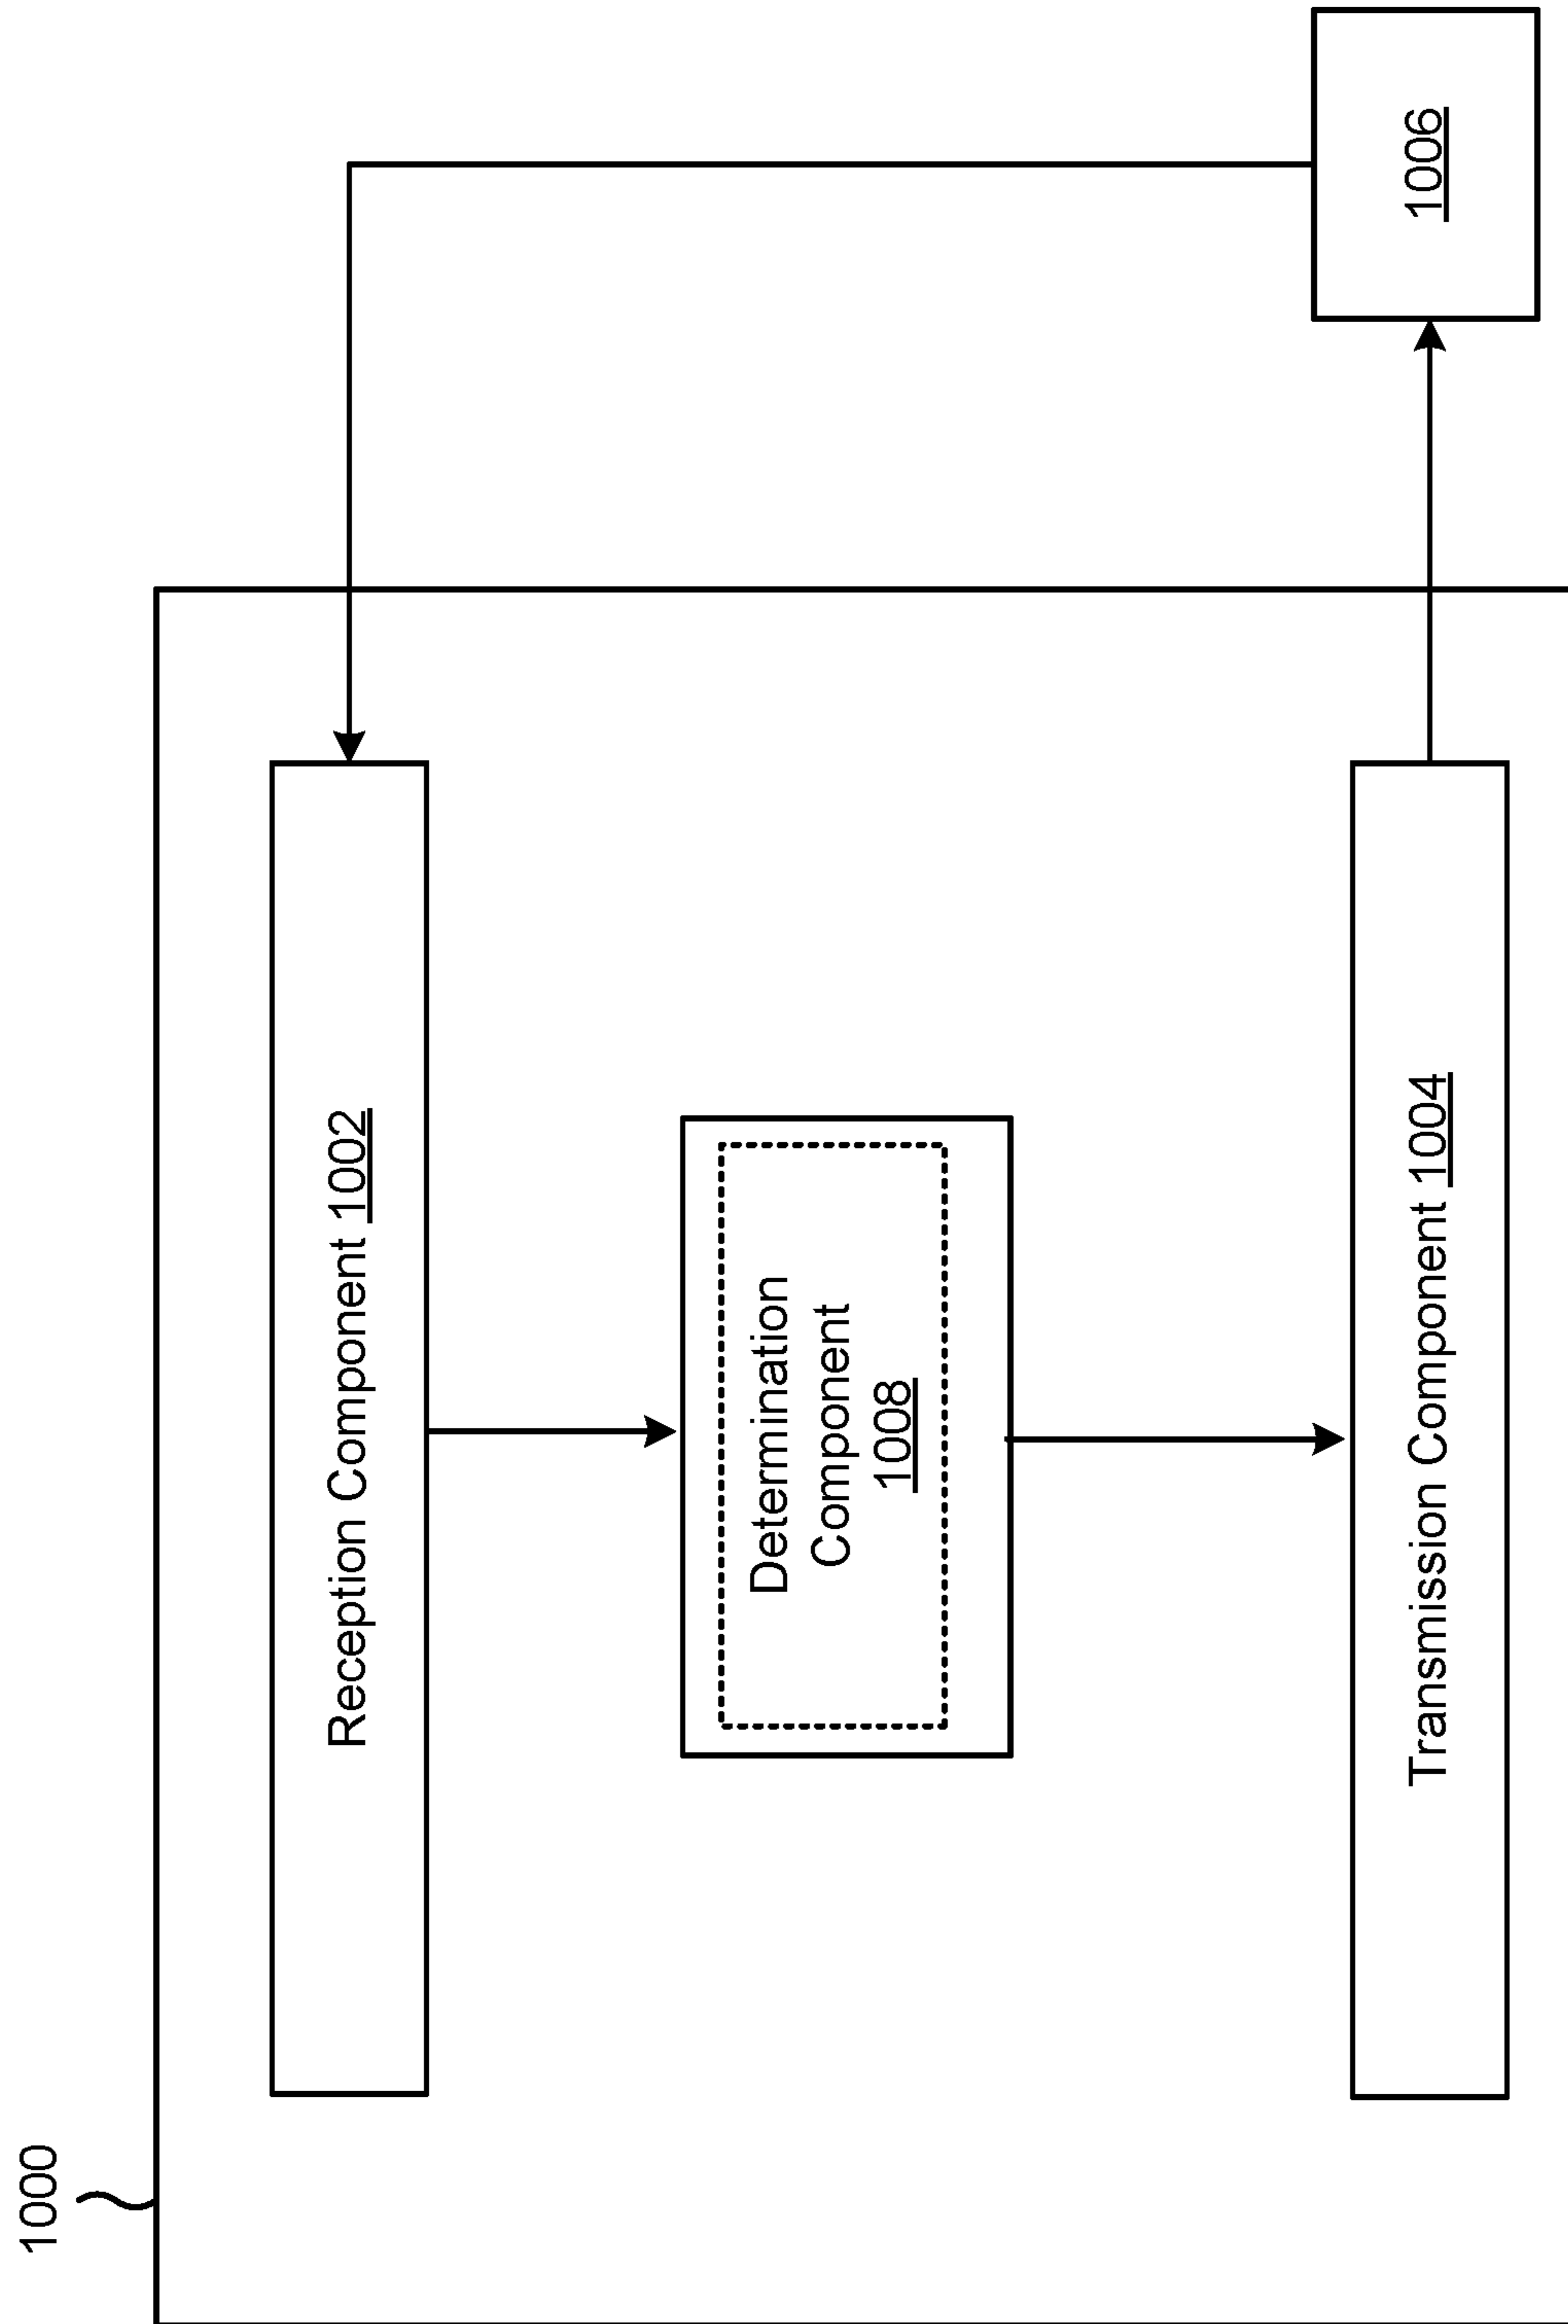 1000
Reception Component 1002
Determination
Component
1008
Transmission Component 1004
1006